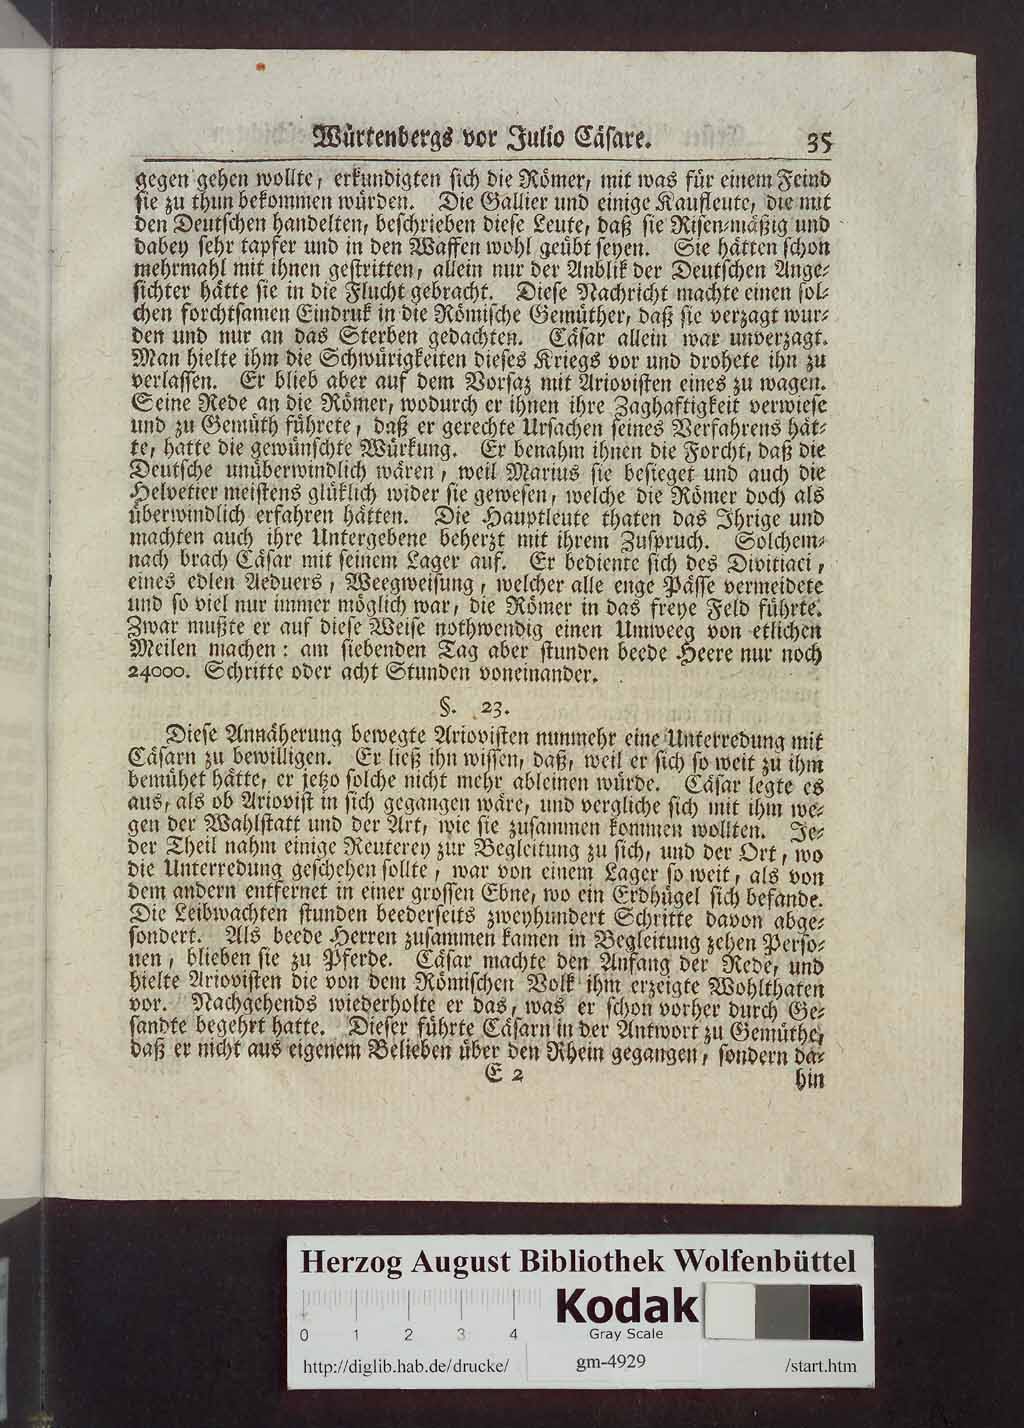 Würtenbergs vor Julio Cäsare. 35
gegen gehen wollte, erkundigten sich die Römer, mit was für einem Feind
sie zu thun bekommen würden. Die Gallier und einige Kaufleute, die mit
den Deutschen handelten, beschrieben diese Leute, daß sie Risen-mäßig und
dabey sehr tapfer und in den Waffen wohl geübt seyen. Sie hätten schon
mehrmahl mit ihnen gestritten, allein nur der Anblik der Deutschen Ange-
sichter hätte sie in die Flucht gebracht. Diese Nachricht machte einen sol-
chen forchtsamen Eindruk in die Römische Gemüther, daß sie verzagt wur-
den und nur an das Sterben gedachten. Cäsar allein war unverzagt.
Man hielte ihm die Schwürigkeiten dieses Kriegs vor und drohete ihn zu
verlassen. Er blieb aber auf dem Vorsaz mit Ariovisten eines zu wagen.
Seine Rede an die Römer, wodurch er ihnen ihre Zaghaftigkeit verwiese
und zu Gemüth führete, daß er gerechte Ursachen seines Verfahrens hät-
te, hatte die gewünschte Würkung. Er benahm ihnen die Forcht, daß die
Deutsche unüberwindlich wären, weil Marius sie besieget und auch die
Helvetier meistens glüklich wider sie gewesen, welche die Römer doch als
überwindlich erfahren hätten. Die Hauptleute thaten das Ihrige und
machten auch ihre Untergebene beherzt mit ihrem Zuspruch. Solchem-
nach brach Cäsar mit seinem Lager auf. Er bediente sich des Divitiaci,
eines edlen Aeduers, Weegweisung, welcher alle enge Pässe vermeidete
und so viel nur immer möglich war, die Römer in das freye Feld führte.
Zwar mußte er auf diese Weise nothwendig einen Umweeg von etlichen
Meilen machen: am siebenden Tag aber stunden beede Heere nur noch
24000. Schritte oder acht Stunden voneinander.
§. 23.
Diese Annäherung bewegte Ariovisten nunmehr eine Unterredung mit
Cäsarn zu bewilligen. Er ließ ihn wissen, daß, weil er sich so weit zu ihm
bemühet hätte, er jetzo solche nicht mehr ableinen würde. Cäsar legte es
aus, als ob Ariovist in sich gegangen wäre, und vergliche sich mit ihm we-
gen der Wahlstatt und der Art, wie sie zusammen kommen wollten. Je-
der Theil nahm einige Reuterey zur Begleitung zu sich, und der Ort, wo
die Unterredung geschehen sollte, war von einem Lager so weit, als von
dem andern entfernet in einer grossen Ebne, wo ein Erdhügel sich befande.
Die Leibwachten stunden beederseits zweyhundert Schritte davon abge-
söndert. Als beede Herren zusammen kamen in Begleitung zehen Perso-
nen, blieben sie zu Pferde. Cäsar machte den Anfang der Rede, und
hielte Ariovisten die von dem Römischen Volk ihm erzeigte Wohlthaten
vor. Nachgehends wiederholte er das, was er schon vorher durch Ge-
sandte begehrt hatte. Dieser führte Cäsarn in der Antwort zu Gemüthe,
daß er nicht aus eigenem Belieben über den Rhein gegangen, sondern da-
E 2 hin
Herzog August Bibliothek Wolfenbüttel
Kodak
Gray Scale
0 1 2 3 4
http://diglib.hab.de/drucke/ gm-4929 /start.htm